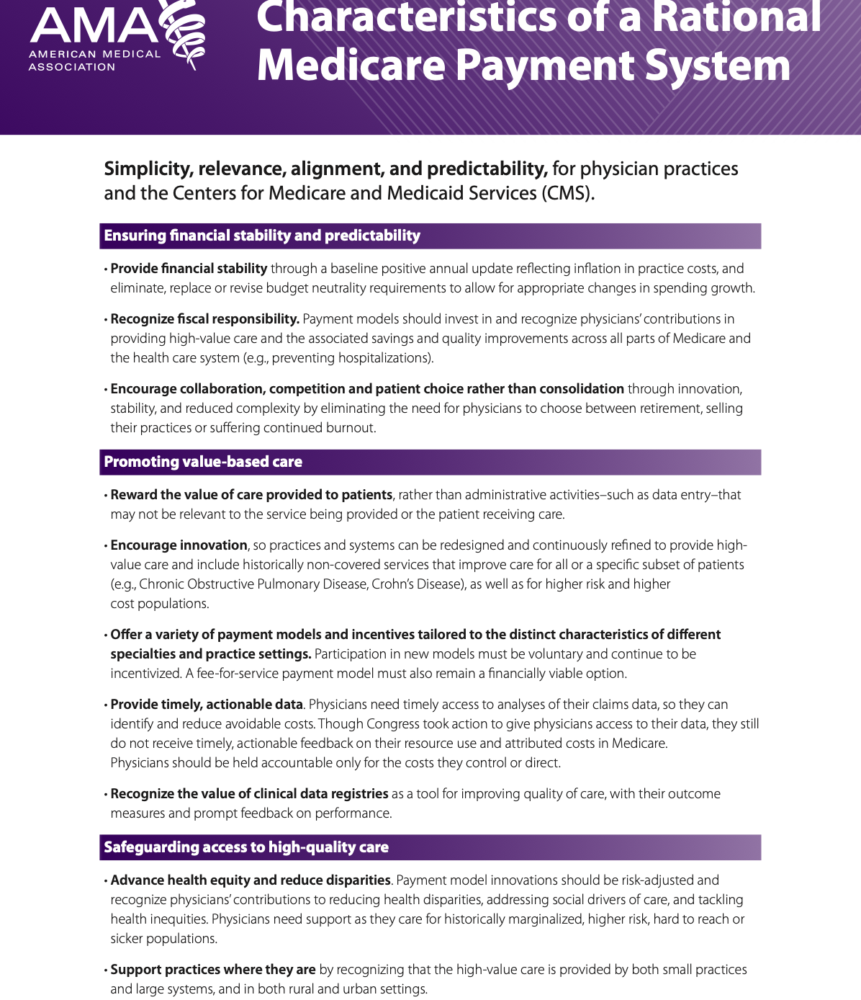 AMA
AMERICAN MEDICAL
ASSOCIATION
Characteristics of a Rational
Medicare Payment System
Simplicity, relevance, alignment, and predictability, for physician practices
and the Centers for Medicare and Medicaid Services (CMS).
Ensuring financial stability and predictability
• Provide financial stability through a baseline positive annual update reflecting inflation in practice costs, and
eliminate, replace or revise budget neutrality requirements to allow for appropriate changes in spending growth.
• Recognize fiscal responsibility. Payment models should invest in and recognize physicians’ contributions in
providing high-value care and the associated savings and quality improvements across all parts of Medicare and
the health care system (e.g., preventing hospitalizations).
• Encourage collaboration, competition and patient choice rather than consolidation through innovation,
stability, and reduced complexity by eliminating the need for physicians to choose between retirement, selling
their practices or suffering continued burnout.
Promoting value-based care
• Reward the value of care provided to patients, rather than administrative activities–such as data entry–that
may not be relevant to the service being provided or the patient receiving care.
• Encourage innovation, so practices and systems can be redesigned and continuously refined to provide high-
value care and include historically non-covered services that improve care for all or a specific subset of patients
(e.g., Chronic Obstructive Pulmonary Disease, Crohn’s Disease), as well as for higher risk and higher
cost populations.
• Offer a variety of payment models and incentives tailored to the distinct characteristics of different
specialties and practice settings. Participation in new models must be voluntary and continue to be
incentivized. A fee-for-service payment model must also remain a financially viable option.
• Provide timely, actionable data. Physicians need timely access to analyses of their claims data, so they can
identify and reduce avoidable costs. Though Congress took action to give physicians access to their data, they still
do not receive timely, actionable feedback on their resource use and attributed costs in Medicare.
Physicians should be held accountable only for the costs they control or direct.
• Recognize the value of clinical data registries as a tool for improving quality of care, with their outcome
measures and prompt feedback on performance.
Safeguarding access to high-quality care
• Advance health equity and reduce disparities. Payment model innovations should be risk-adjusted and
recognize physicians’ contributions to reducing health disparities, addressing social drivers of care, and tackling
health inequities. Physicians need support as they care for historically marginalized, higher risk, hard to reach or
sicker populations.
• Support practices where they are by recognizing that the high-value care is provided by both small practices
and large systems, and in both rural and urban settings.